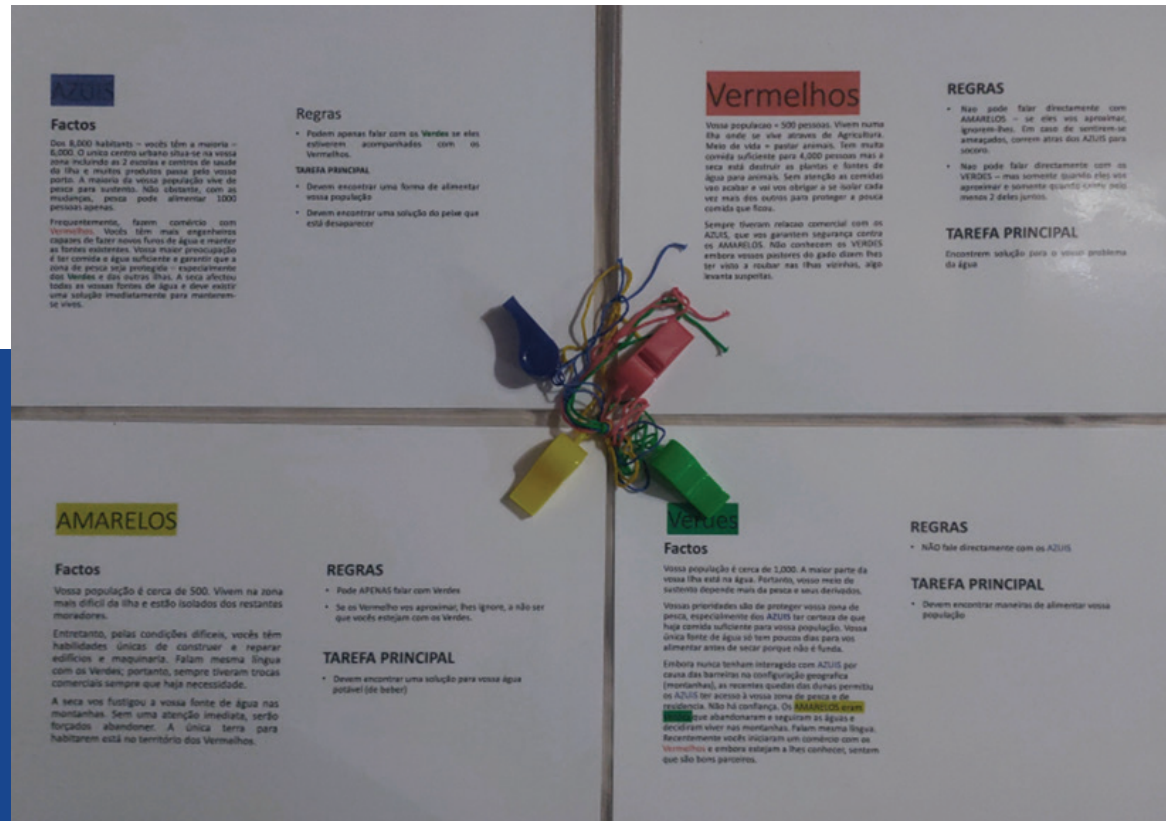 AZUIS
Factos
Dos 8,000 habitants – vocês têm a maioria –
6,000. O unico centro urbano situa-se na vossa
zona incluindo as 2 escolas e centros de saude
da ilha e muitos produtos passa pelo vosso
porto. A maioria da vossa população vive de
pesca para sustento. Não obstante, com as
mudanças, pesca pode alimentar 1000
pessoas apenas.
Frequentemente, fazem comércio com
Vermelhos. Vocês têm mais engenheiros
capazes de fazer novos furos de água e manter
as fontes existentes. Vossa maior preocupação
é ter comida e água suficiente e garantir que a
zona de pesca seja protegida – especialmente
dos Verdes e das outras ilhas. A seca afectou
todas as vossas fontes de água e deve existir
uma solução imediatamente para manterem-
se vivos.
Regras
• Podem apenas falar com os Verdes se eles
estiverem acompanhados com os
Vermelhos.
TAREFA PRINCIPAL
• Devem encontrar uma forma de alimentar
vossa população
• Devem encontrar uma solução do peixe que
está desaparecer
Vermelhos
Vossa populacao = 500 pessoas. Vivem numa
ilha onde se vive atraves de Agricultura.
Meio de vida = pastar animais. Tem muita
comida suficiente para 4,000 pessoas mas a
seca está destruir as plantas e fontes de
água para animais. Sem atenção as comidas
vao acabar e vai vos obrigar a se isolar cada
vez mais dos outros para proteger a pouca
comida que ficou.
Sempre tiveram relacao comercial com os
AZUIS, que vos garantem segurança contra
os AMARELOS. Não conhecem os VERDES
embora vossos pastores do gado dizem lhes
ter visto a roubar nas ilhas vizinhas, algo
levanta suspeitas.
REGRAS
• Nao pode falar directamente com
AMARELOS – se eles vos aproximar,
ignorem-lhes. Em caso de sentirem-se
ameaçados, correm atras dos AZUIS para
socoro.
• Nao pode falar directamente com os
VERDES – mas somente quando eles vos
aproximar e somente quando pelo
menos 2 deles juntos.
TAREFA PRINCIPAL
Encontrem solução para o vosso problema
da água
AMARELOS
Factos
Vossa população é cerca de 500. Vivem na zona
mais difícil da ilha e estão isolados dos restantes
moradores.
Entretanto, pelas condições difíceis, vocês têm
habilidades únicas de construer e reparar
edifícios e maquinaria. Falam mesma língua
com os Verdes; portanto, sempre tiveram trocas
comerciais sempre que haja necessidade.
A seca vos fustigou a vossa fonte de água nas
montanhas. Sem uma atenção imediata, serão
forçados abandoner. A única terra para
habitarem está no território dos Vermelhos.
REGRAS
• Pode APENAS falar com Verdes
• Se os Vermelho vos aproximar, lhes ignore, a não ser
que vocês estejam com os Verdes.
TAREFA PRINCIPAL
• Devem encontrar uma solução para vossa água
potável (de beber)
Verdes
Factos
Vossa população é cerca de 1,000. A maior parte da
vossa ilha está na água. Portanto, vosso meio de
sustento depende mais da pesca e seus derivados.
Vossas prioridades são de proteger vossa zona de
pesca, especialmente dos AZUIS ter certeza de que
haja comida suficiente para vossa população. Vossa
única fonte de água só tem poucos dias para vos
alimentar antes de secar porque não é funda.
Embora nunca tenham interagido com AZUIS por
causa das barreiras na configuração geografica
(montanhas), as recentes quedas das dunas permitiu
os AZUIS ter acesso à vossa zona de pesca e de
residencia. Não há confiança. Os AMARELOS eram
que abandonaram e seguiram as águas e
decidiram viver nas montanhas. Falam mesma língua.
Recentemente vocês iniciaram um comércio com os
Vermelhos e embora estejam a lhes conhecer, sentem
que são bons parceiros.
REGRAS
• NÃO fale directamente com os AZUIS
TAREFA PRINCIPAL
• Devem encontrar maneiras de alimentar vossa
população